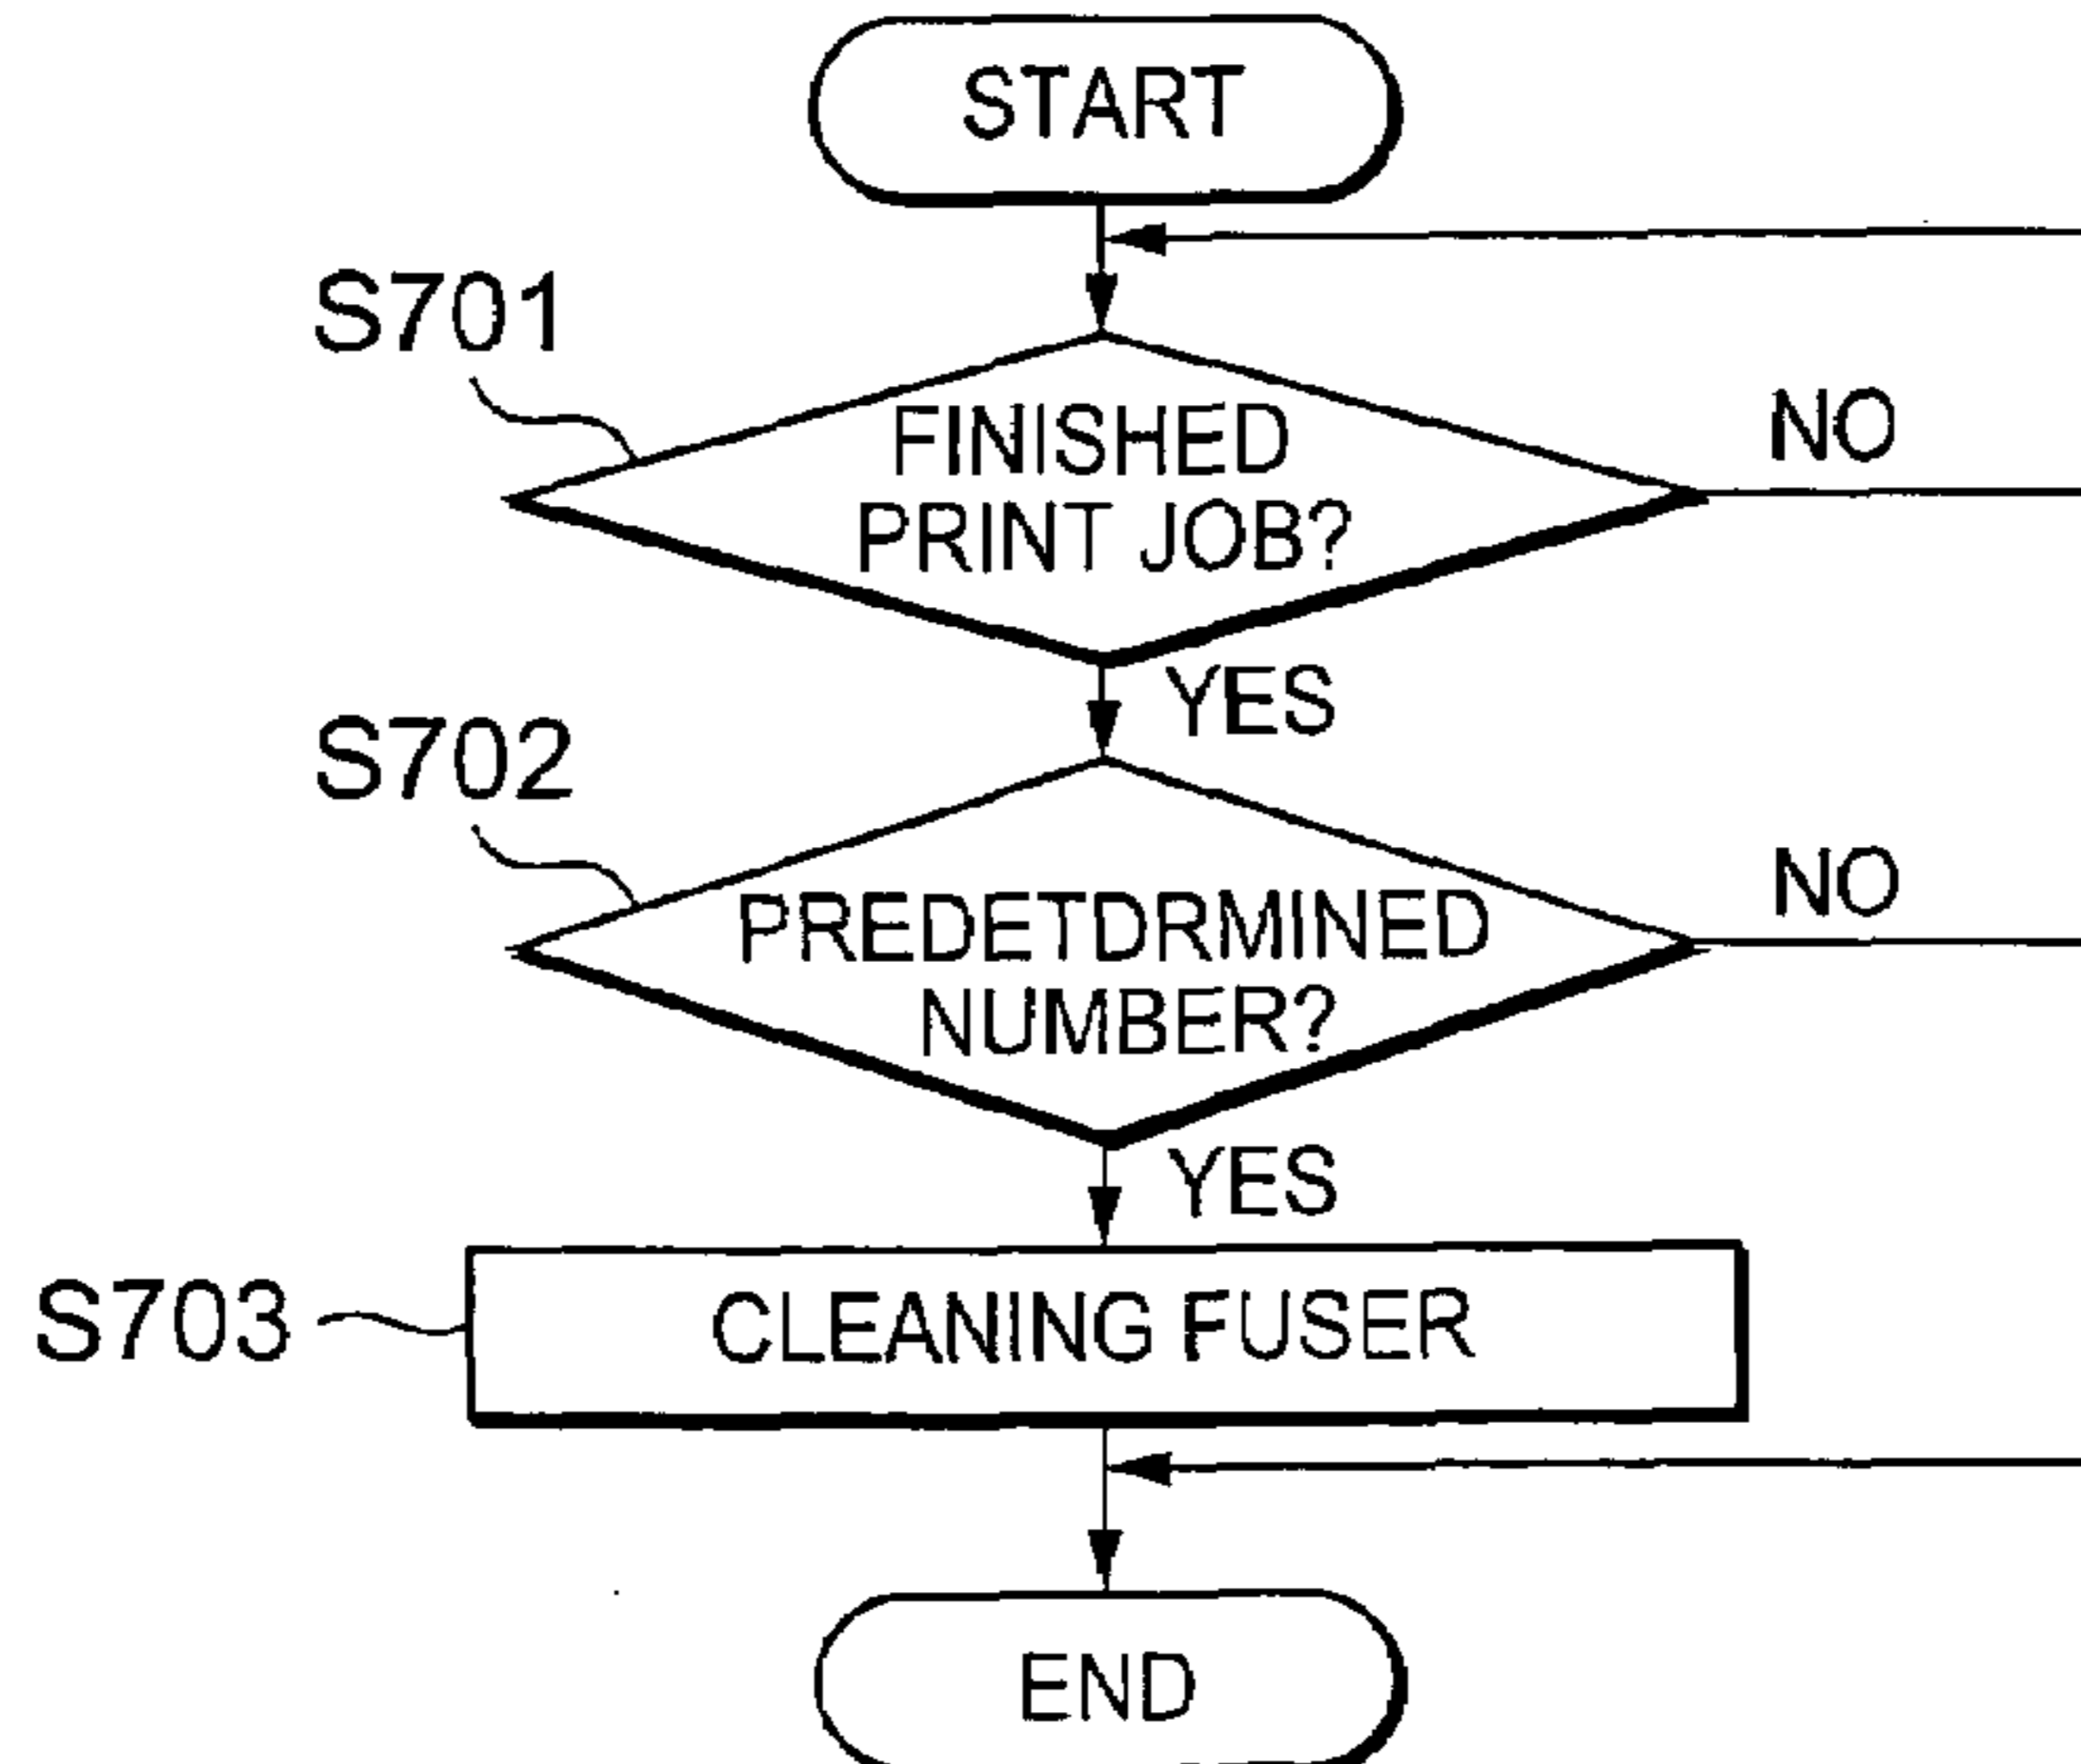 START
S701
FINISHED
PRINT JOB?
NO
YES
S702
PREDETDRMINED
NUMBER?
NO
YES
S703
CLEANING FUSER
END